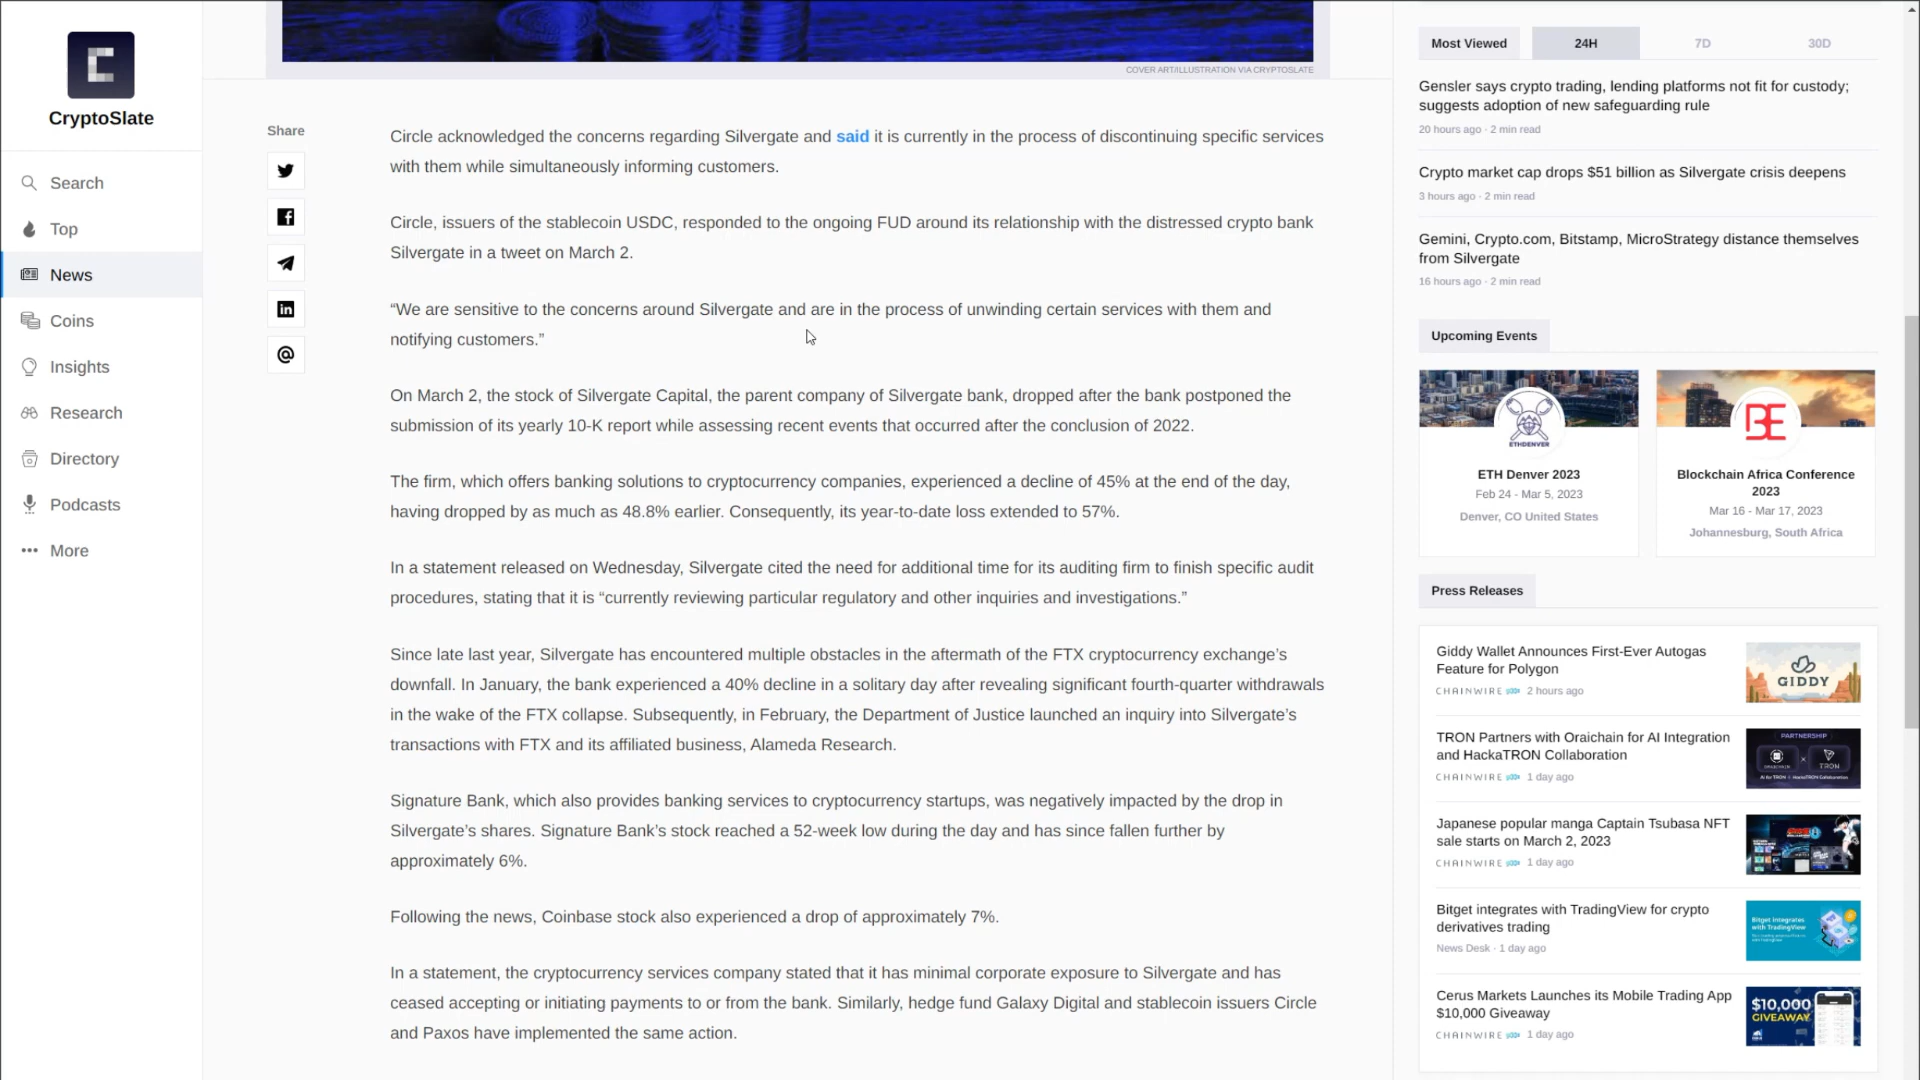 CryptoSlate
Search
Top
News
Coins
Insights
Research
Directory
Podcasts
More
COVER ART/ILLUSTRATION VIA CRYPTOSLATE
Share
Circle acknowledged the concerns regarding Silvergate and said it is currently in the process of discontinuing specific services
with them while simultaneously informing customers.
Circle, issuers of the stablecoin USDC, responded to the ongoing FUD around its relationship with the distressed crypto bank
Silvergate in a tweet on March 2.
“We are sensitive to the concerns around Silvergate and are in the process of unwinding certain services with them and
notifying customers.”
On March 2, the stock of Silvergate Capital, the parent company of Silvergate bank, dropped after the bank postponed the
submission of its yearly 10-K report while assessing recent events that occurred after the conclusion of 2022.
The firm, which offers banking solutions to cryptocurrency companies, experienced a decline of 45% at the end of the day,
having dropped by as much as 48.8% earlier. Consequently, its year-to-date loss extended to 57%.
In a statement released on Wednesday, Silvergate cited the need for additional time for its auditing firm to finish specific audit
procedures, stating that it is “currently reviewing particular regulatory and other inquiries and investigations.”
Since late last year, Silvergate has encountered multiple obstacles in the aftermath of the FTX cryptocurrency exchange’s
downfall. In January, the bank experienced a 40% decline in a solitary day after revealing significant fourth-quarter withdrawals
in the wake of the FTX collapse. Subsequently, in February, the Department of Justice launched an inquiry into Silvergate’s
transactions with FTX and its affiliated business, Alameda Research.
Signature Bank, which also provides banking services to cryptocurrency startups, was negatively impacted by the drop in
Silvergate’s shares. Signature Bank’s stock reached a 52-week low during the day and has since fallen further by
approximately 6%.
Following the news, Coinbase stock also experienced a drop of approximately 7%.
In a statement, the cryptocurrency services company stated that it has minimal corporate exposure to Silvergate and has
ceased accepting or initiating payments to or from the bank. Similarly, hedge fund Galaxy Digital and stablecoin issuers Circle
and Paxos have implemented the same action.
Most Viewed 24H 7D 30D
Gensler says crypto trading, lending platforms not fit for custody;
suggests adoption of new safeguarding rule
20 hours ago · 2 min read
Crypto market cap drops $51 billion as Silvergate crisis deepens
3 hours ago · 2 min read
Gemini, Crypto.com, Bitstamp, MicroStrategy distance themselves
from Silvergate
16 hours ago · 2 min read
Upcoming Events
ETHDENVER
ETH Denver 2023
Feb 24 - Mar 5, 2023
Denver, CO United States
Blockchain Africa Conference
2023
Mar 16 - Mar 17, 2023
Johannesburg, South Africa
Press Releases
Giddy Wallet Announces First-Ever Autogas
Feature for Polygon
CHAINWIRE 2 hours ago
GIDDY
TRON Partners with Oraichain for AI Integration
and HackaTRON Collaboration
CHAINWIRE 1 day ago
PARTNERSHIP
TRON
Japanese popular manga Captain Tsubasa NFT
sale starts on March 2, 2023
CHAINWIRE 1 day ago
Bitget integrates with TradingView for crypto
derivatives trading
News Desk · 1 day ago
Bitget integrates
with TradingView
Cerus Markets Launches its Mobile Trading App
$10,000 Giveaway
CHAINWIRE 1 day ago
$10,000
GIVEAWAY